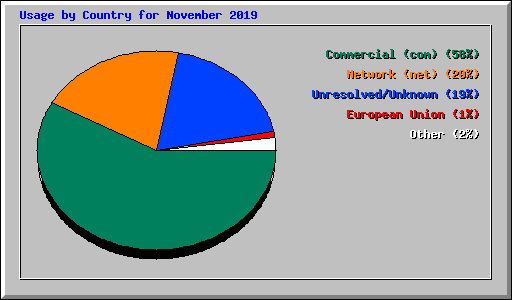 Usage by Country for November 2019
Commercial (com) (58%)
Network (net) (20%)
Unresolved/Unknown (19%)
European Union (1%)
Other (2%)